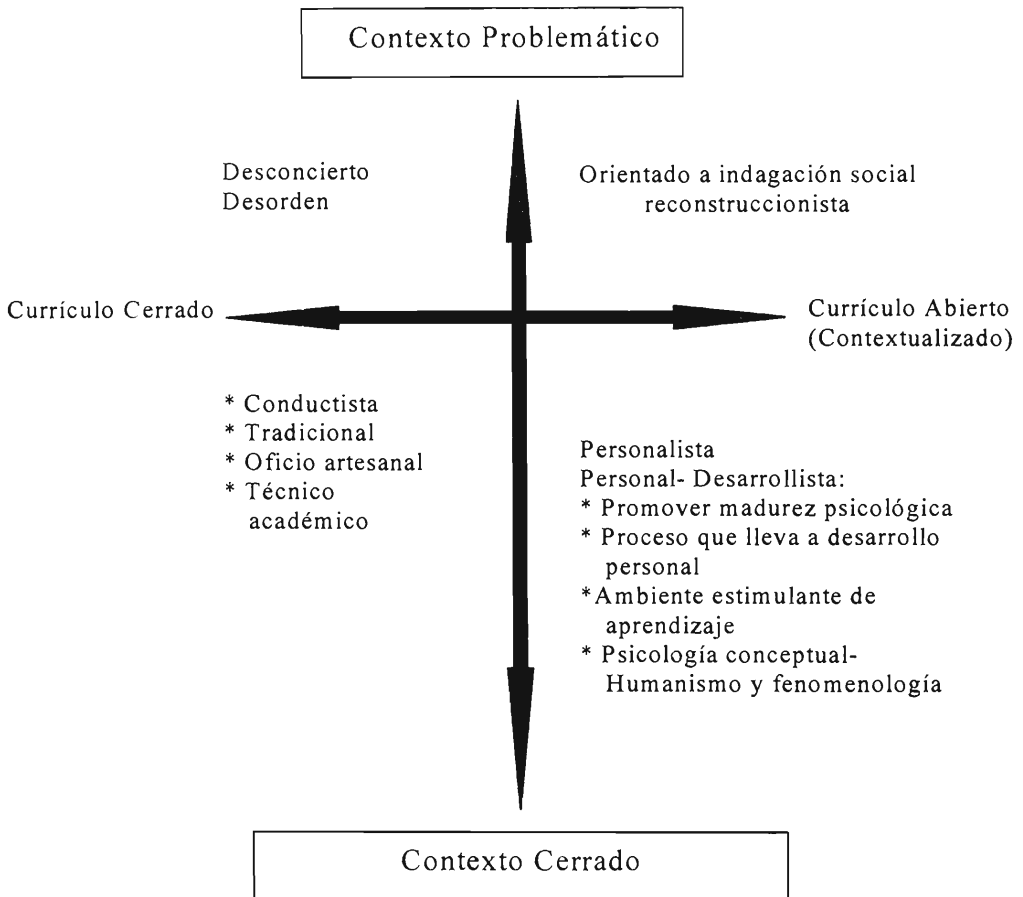 Contexto Problemático
Desconcierto
Desorden
Orientado a indagación social
reconstruccionista
Currículo Cerrado
Currículo Abierto
(Contextualizado)
* Conductista
* Tradicional
* Oficio artesanal
* Técnico
académico
Personalista
Personal- Desarrollista:
* Promover madurez psicológica
* Proceso que lleva a desarrollo
personal
*Ambiente estimulante de
aprendizaje
* Psicología conceptual-
Humanismo y fenomenología
Contexto Cerrado